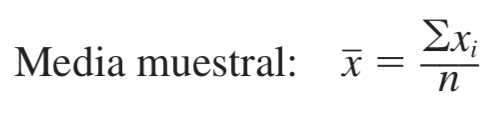 Media muestral: x̄ = Σxᵢ / n